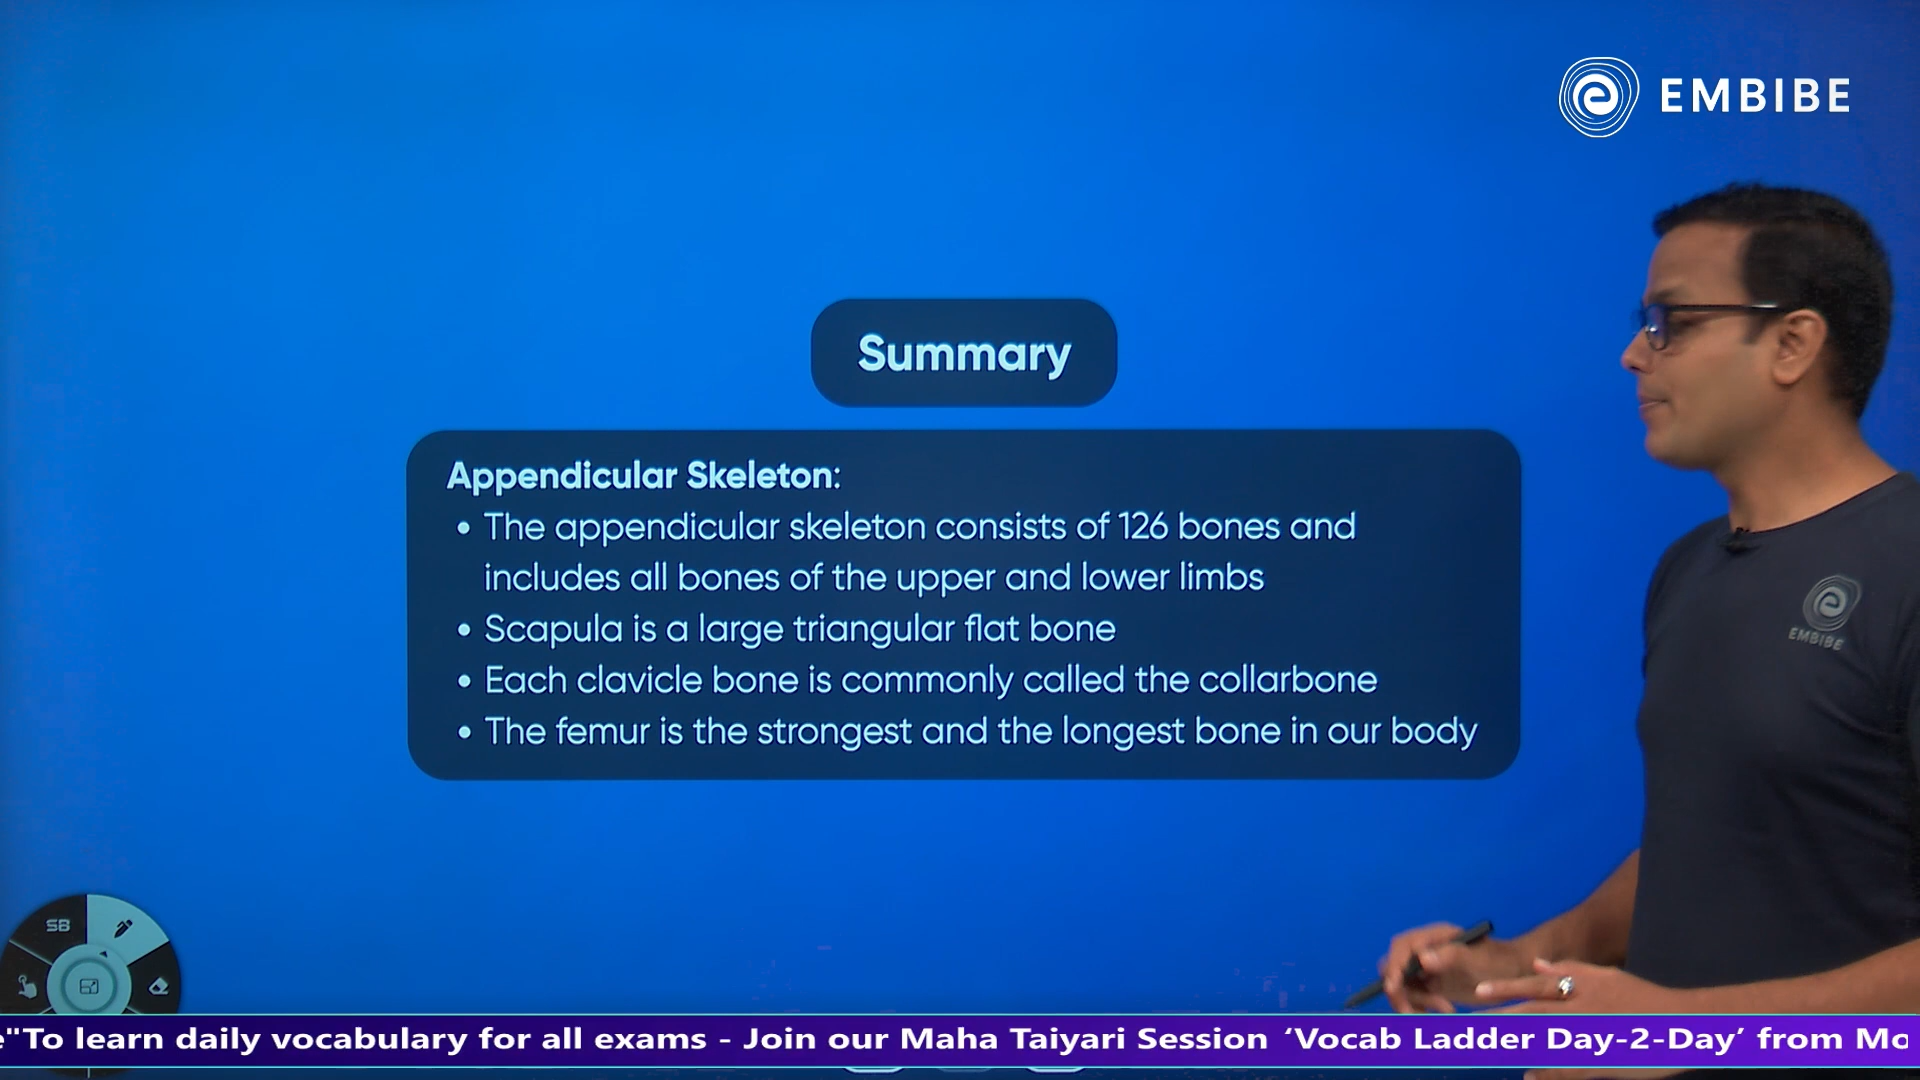 EMBIBE
Summary
Appendicular Skeleton:
• The appendicular skeleton consists of 126 bones and
includes all bones of the upper and lower limbs
• Scapula is a large triangular flat bone
• Each clavicle bone is commonly called the collarbone
• The femur is the strongest and the longest bone in our body
EMBIBE
SB
e"To learn daily vocabulary for all exams - Join our Maha Taiyari Session ‘Vocab Ladder Day-2-Day’ from Mo